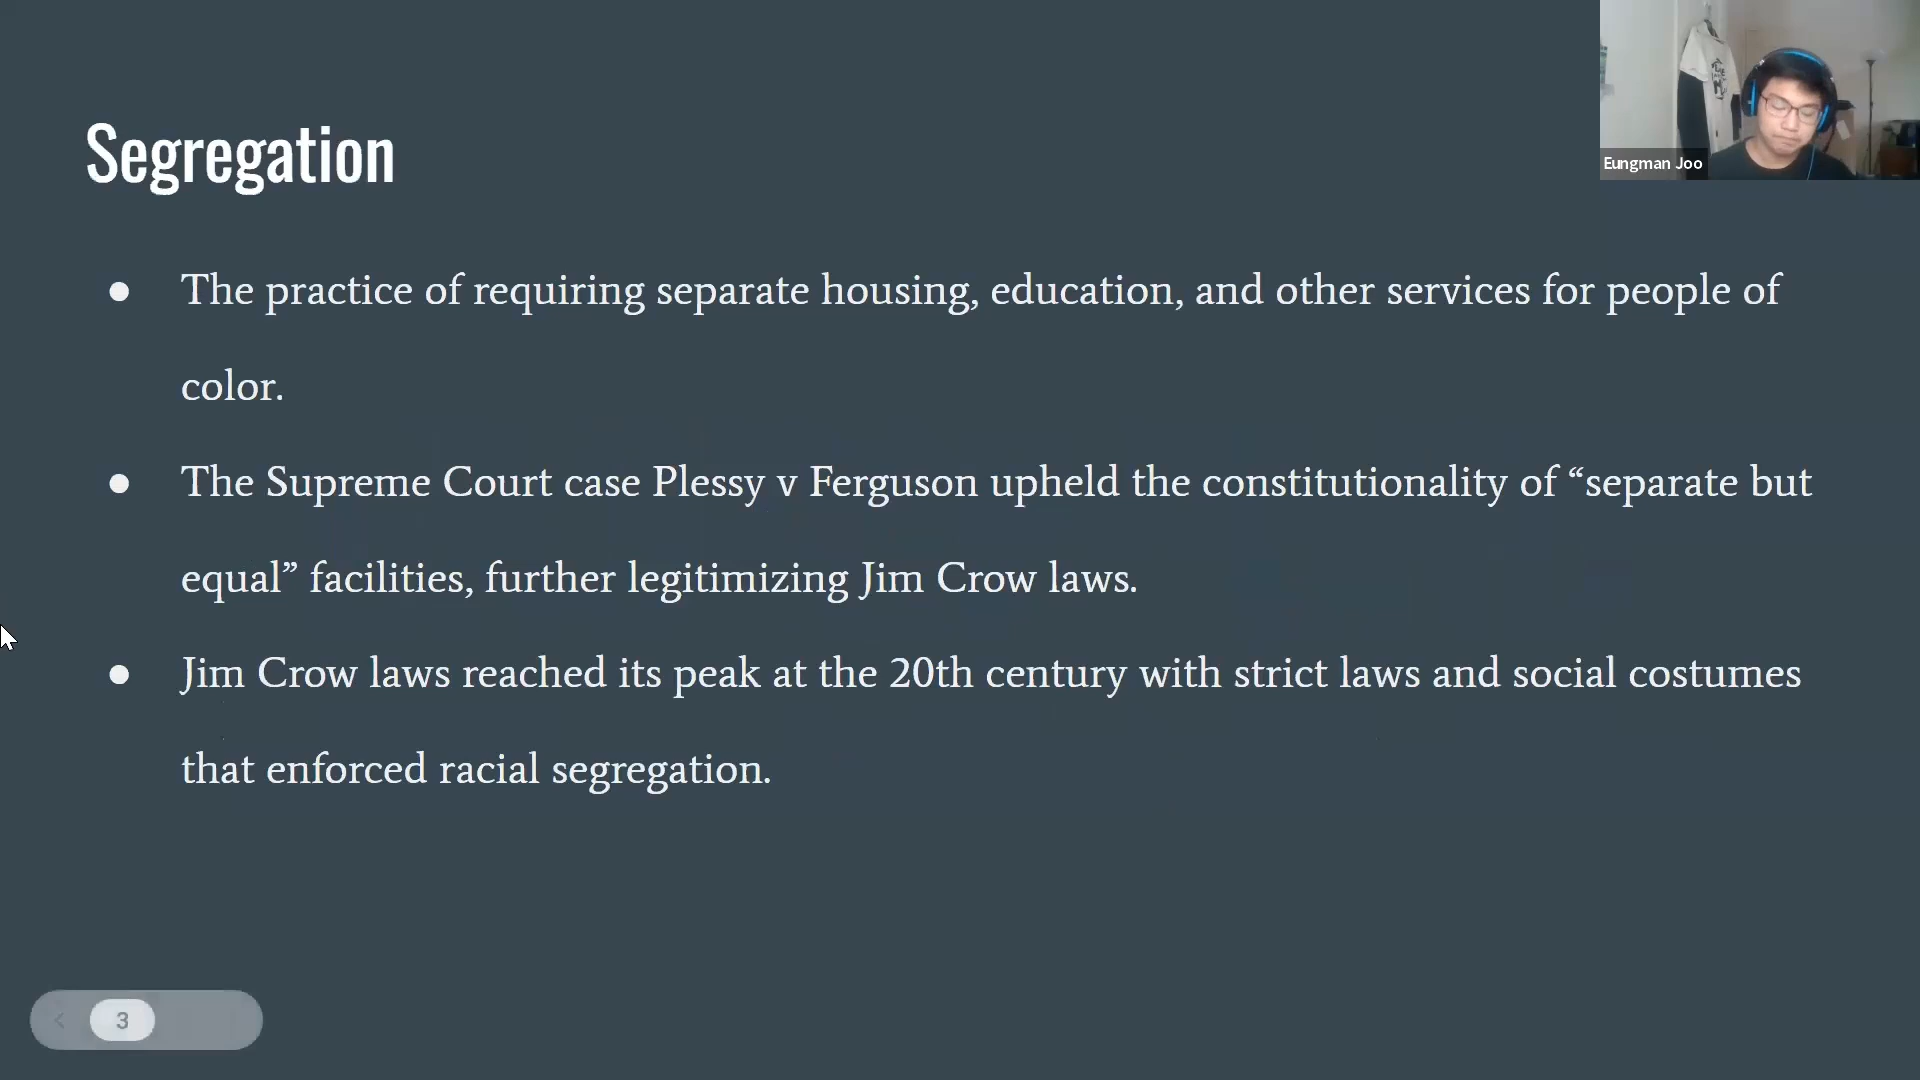 Segregation
Eungman Joo
● The practice of requiring separate housing, education, and other services for people of
color.
● The Supreme Court case Plessy v Ferguson upheld the constitutionality of “separate but
equal” facilities, further legitimizing Jim Crow laws.
● Jim Crow laws reached its peak at the 20th century with strict laws and social costumes
that enforced racial segregation.
3